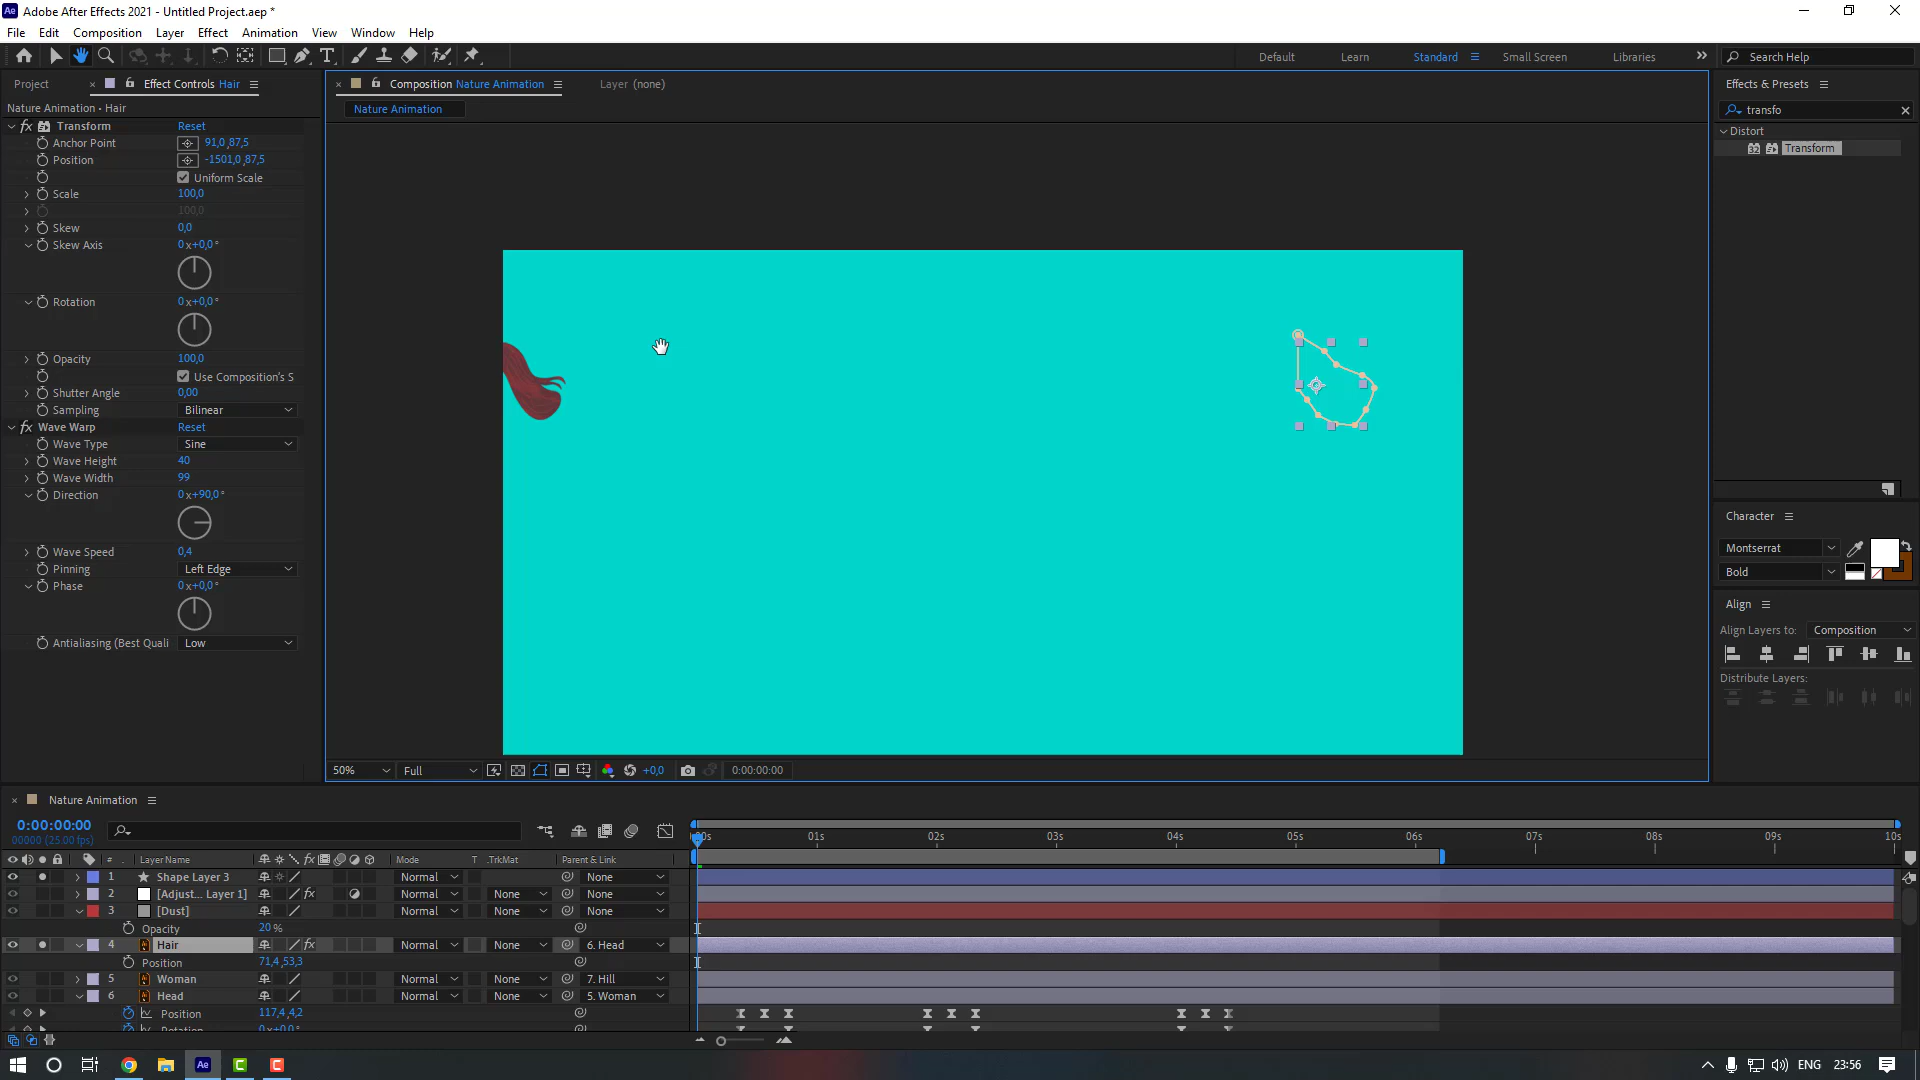 Adobe After Effects 2021 - Untitled Project.aep *
File Edit Composition Layer Effect Animation View Window Help
Default Learn Standard Small Screen Libraries Search Help
Project Effect Controls Hair
Composition Nature Animation Layer (none)
Effects & Presets
Nature Animation • Hair
Nature Animation
transfo
Transform Reset
Distort
Anchor Point 91,0,87,5
Transform
Position -1501,0,87,5
Uniform Scale
Scale 100,0
100,0
Skew 0,0
Skew Axis 0x+0,0°
Rotation 0x+0,0°
Opacity 100,0
Use Composition's S
Shutter Angle 0,00
Sampling Bilinear
Wave Warp Reset
Wave Type Sine
Wave Height 40
Wave Width 99
Direction 0x+90,0°
Wave Speed 0,4
Pinning Left Edge
Phase 0x+0,0°
Antialiasing (Best Quali Low
Character
Montserrat
Bold
Align
Align Layers to: Composition
Distribute Layers:
50% Full +0,0 0:00:00:00
Nature Animation
0:00:00:00
00000 (25.00 fps)
00s 01s 02s 03s 04s 05s 06s 07s 08s 09s 10s
# Layer Name Mode T .TrkMat Parent & Link
1 Shape Layer 3 Normal None
2 [Adjust... Layer 1] Normal None None
3 [Dust] Normal None None
Opacity 20 %
4 Hair Normal None 6. Head
Position 71,4,53,3
5 Woman Normal None 7. Hill
6 Head Normal None 5. Woman
Position 117,4,4,2
Rotation 0x+0,0°
ENG 23:56